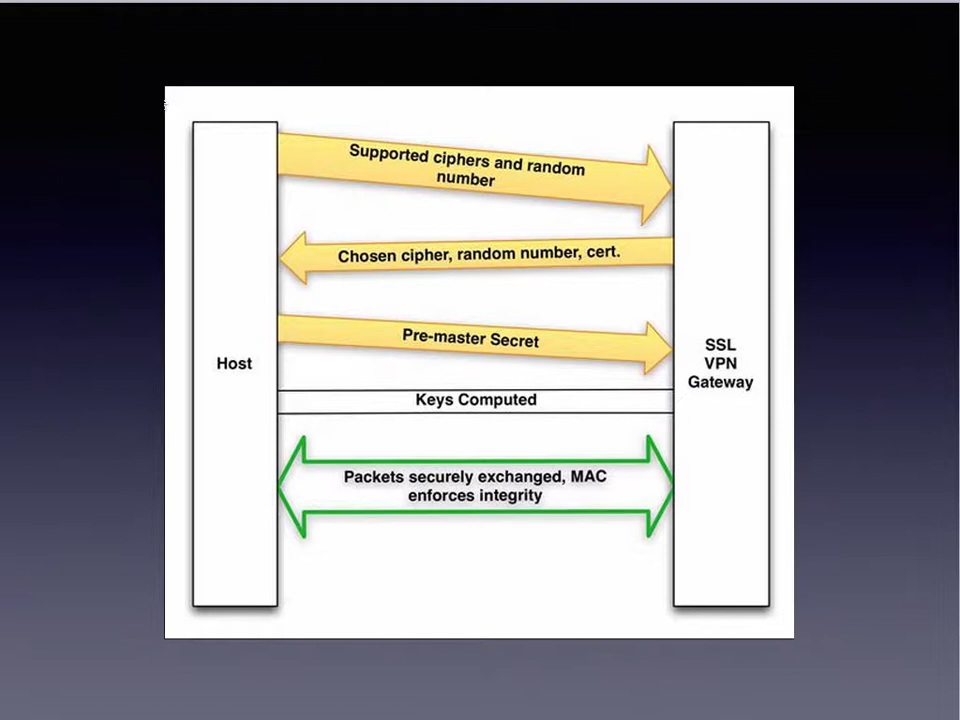 Supported ciphers and random
number
Chosen cipher, random number, cert.
Pre-master Secret
Host
SSL
VPN
Gateway
Keys Computed
Packets securely exchanged, MAC
enforces integrity